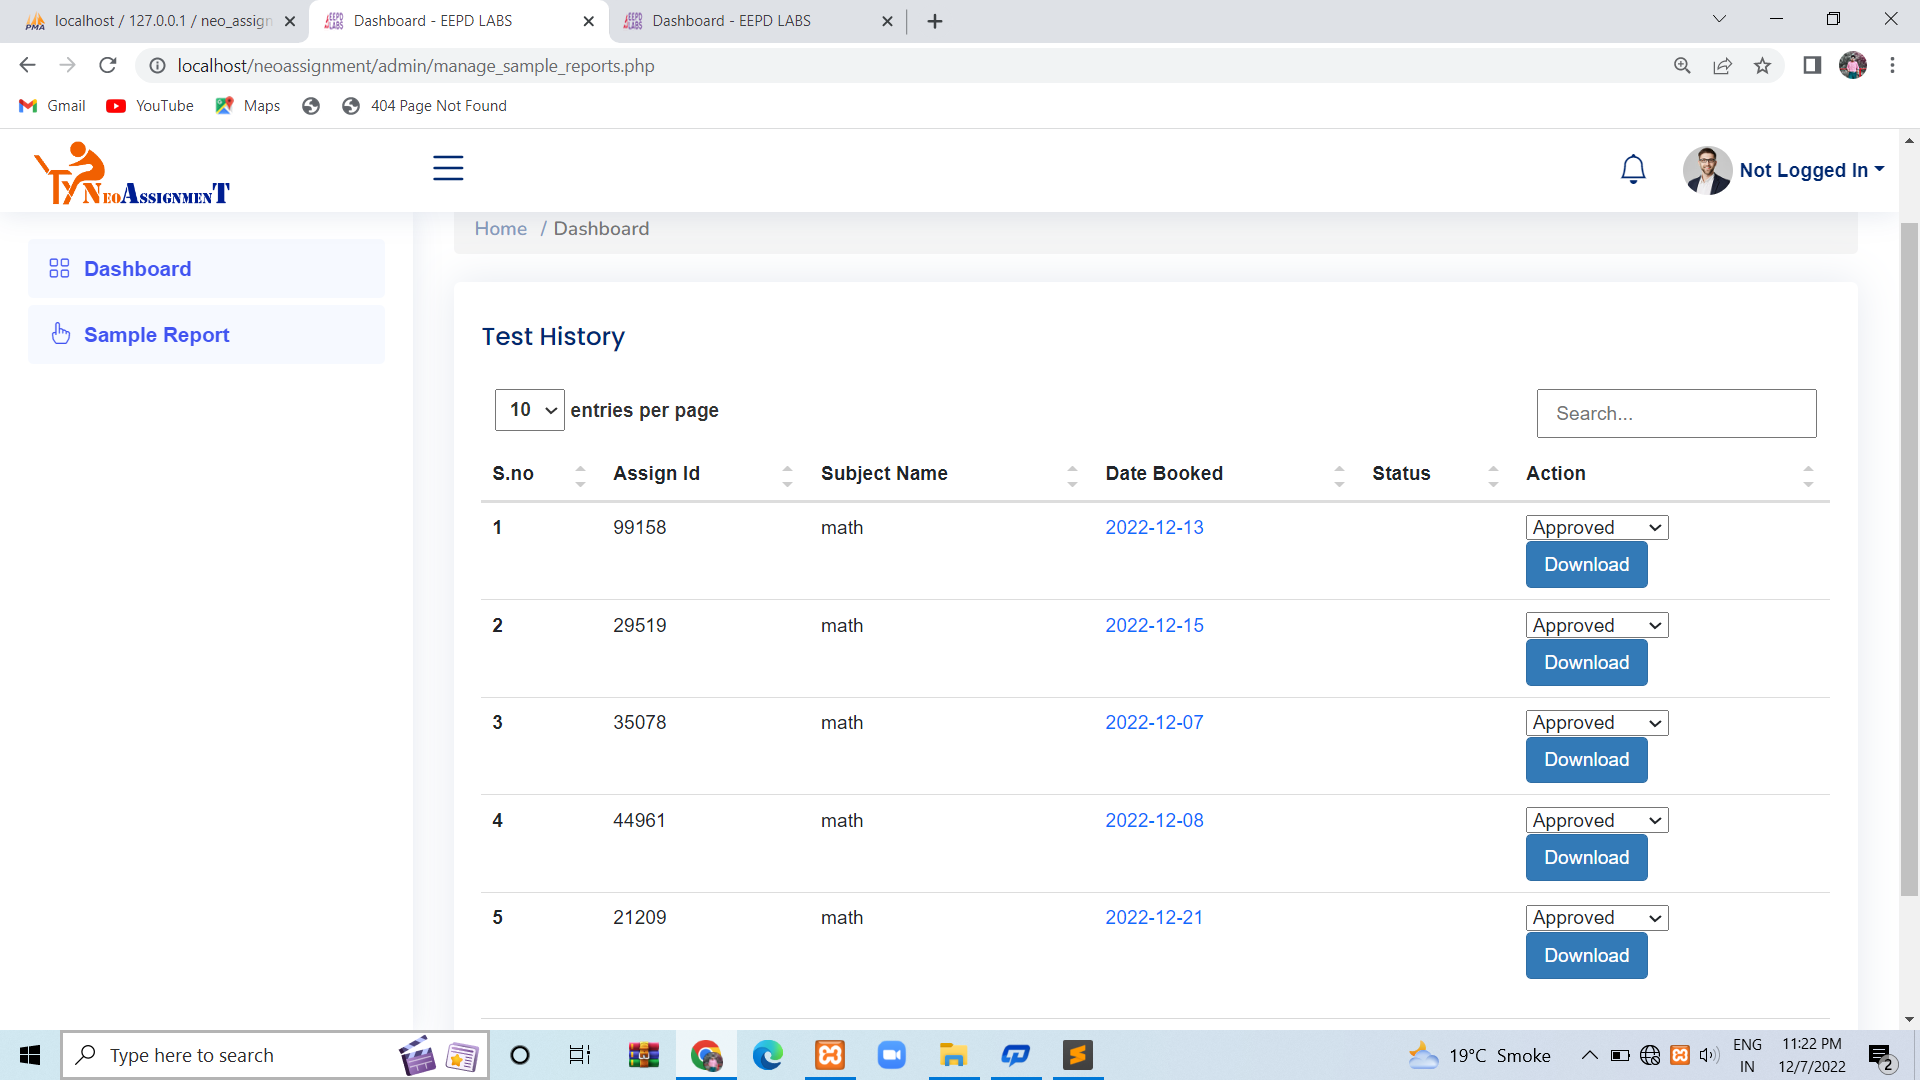 localhost / 127.0.0.1 / neo_assign
Dashboard - EEPD LABS
Dashboard - EEPD LABS
localhost/neoassignment/admin/manage_sample_reports.php
Gmail
YouTube
Maps
404 Page Not Found
NeoAssignmenT
Not Logged In
Home / Dashboard
Dashboard
Sample Report
Test History
10 entries per page
Search...
S.no Assign Id Subject Name Date Booked Status Action
1 99158 math 2022-12-13 Approved
Download
2 29519 math 2022-12-15 Approved
Download
3 35078 math 2022-12-07 Approved
Download
4 44961 math 2022-12-08 Approved
Download
5 21209 math 2022-12-21 Approved
Download
Type here to search
19°C Smoke
ENG
IN
11:22 PM
12/7/2022
2